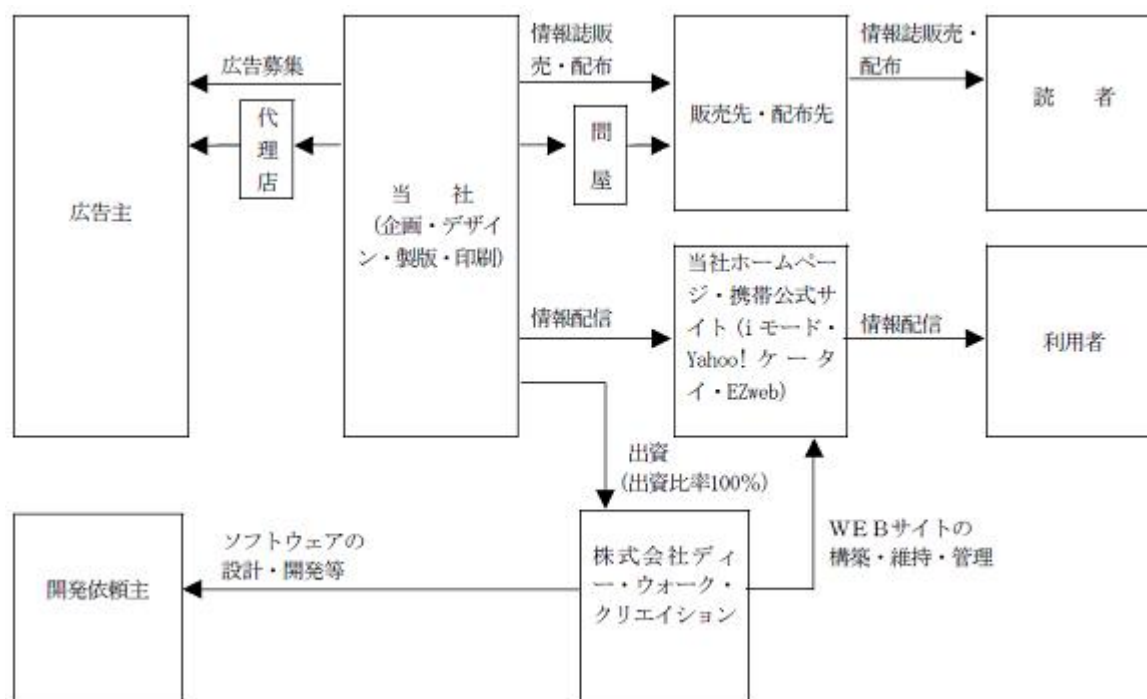 広告主
広告募集
代
理
店
当　社
(企画・デザイ
ン・製版・印刷)
情報誌販
売・配布
問
屋
販売先・配布先
情報誌販売・
配布
読　者
情報配信
当社ホームペー
ジ・携帯公式サ
イト(iモード・
Yahoo!ケータ
イ・EZweb)
情報配信
利用者
出資
(出資比率100%)
開発依頼主
ソフトウェアの
設計・開発等
株式会社ディ
ー・ウォーク・
クリエイション
WEBサイトの
構築・維持・管理